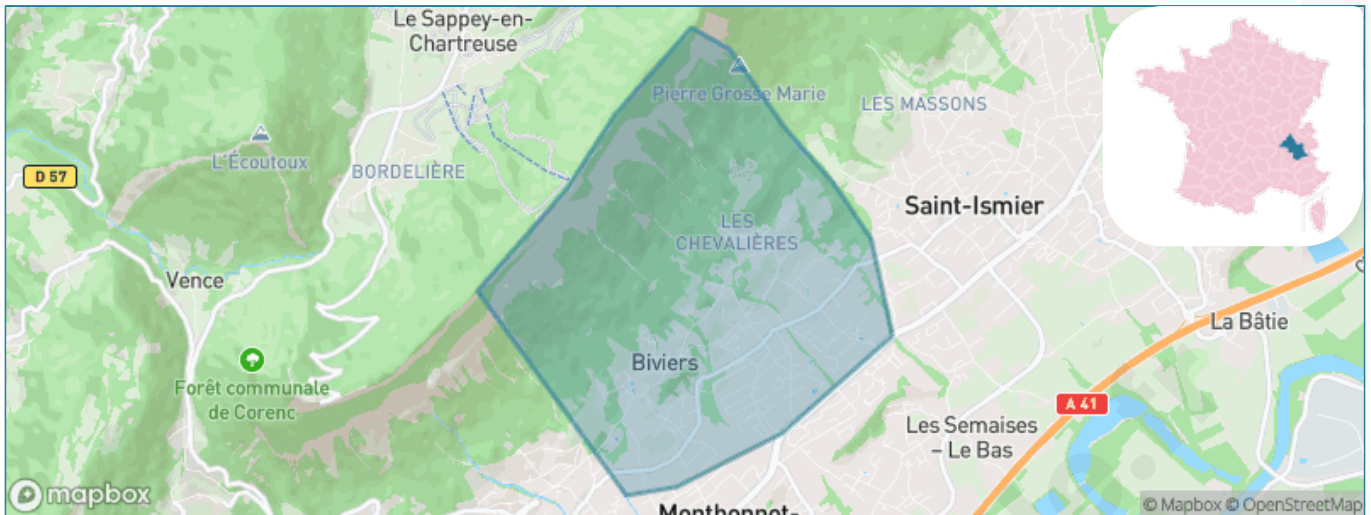 Le Sappey-en-
Chartreuse
Pierre Grosse Marie
LES MASSONS
L'Écoutoux
BORDELIÈRE
D 57
Saint-Ismier
LES
CHEVALIÈRES
Vence
La Bâtie
Biviers
Forêt communale
de Corenc
A 41
Les Semaises
– Le Bas
mapbox
© Mapbox © OpenStreetMap